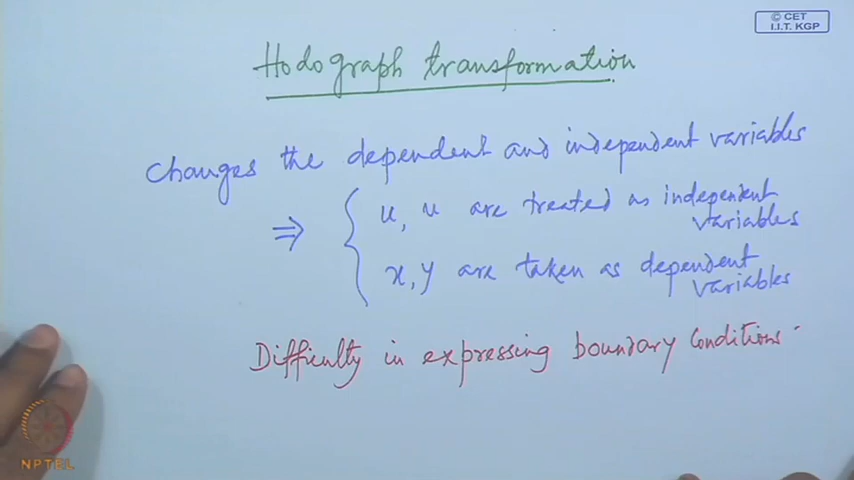 © CET
I.I.T. KGP
Hodograph transformation
Changes the dependent and independent variables
⇒ { u, u are treated as independent
variables
x, y are taken as dependent
variables
Difficulty in expressing boundary conditions.
NPTEL